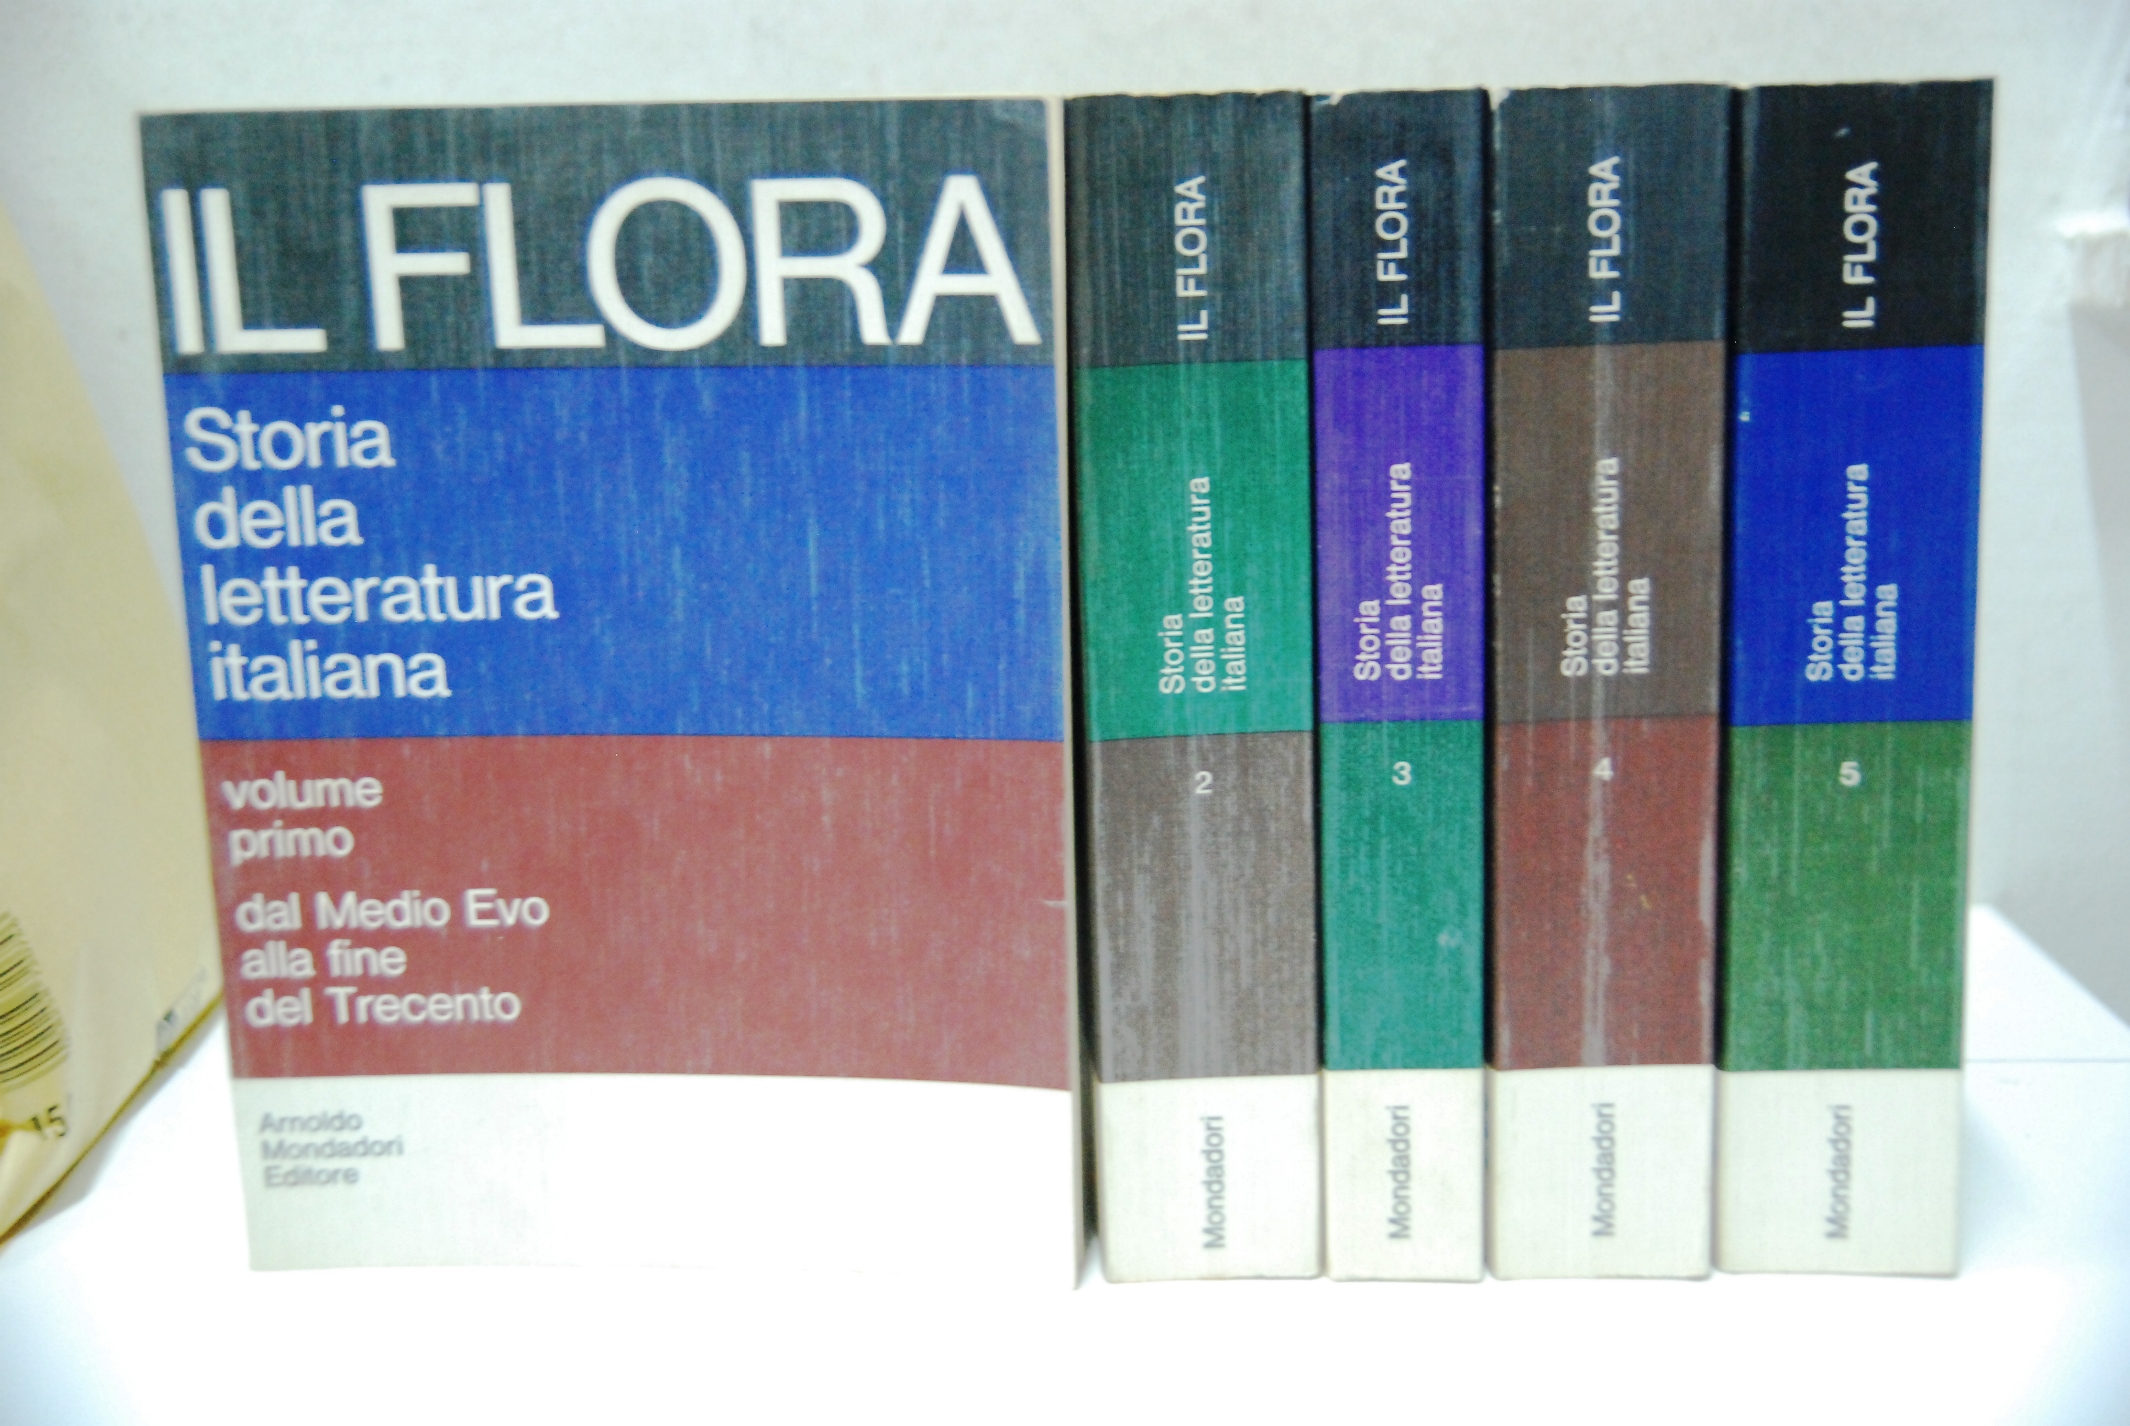 IL FLORA
Storia
della
letteratura
italiana
volume
primo
dal Medio Evo
alla fine
del Trecento
Arnoldo
Mondadori
Editore
IL FLORA
Storia
della letteratura
italiana
2
Mondadori
IL FLORA
Storia
della letteratura
italiana
3
Mondadori
IL FLORA
Storia
della letteratura
italiana
4
Mondadori
IL FLORA
Storia
della letteratura
italiana
5
Mondadori
15